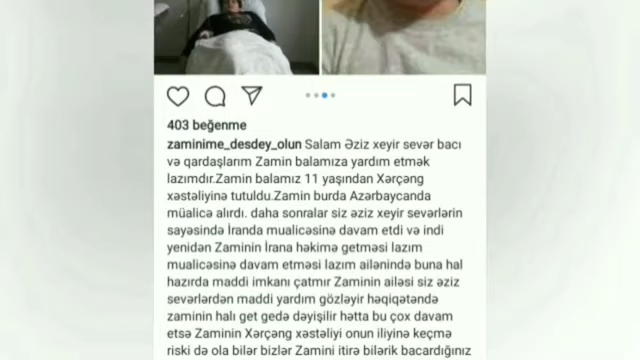 403 beğenme
zaminime_desdey_olun Salam Əziz xeyir sevər bacı
və qardaşlarım Zamin balamıza yardım etmək
lazımdır.Zamin balamız 11 yaşından Xərçəng
xəstəliyinə tutuldu.Zamin burda Azərbaycanda
müalicə alırdı. daha sonralar siz əziz xeyir sevərlərin
sayəsində İranda mualicəsinə davam etdi və indi
yenidən Zaminin İrana həkimə getməsi lazım
mualicəsinə davam etməsi lazım ailənində buna hal
hazırda maddi imkanı çatmır Zaminin ailəsi siz əziz
sevərlərdən maddi yardım gözləyir həqiqətəndə
zaminin halı get gedə dəyişilir hətta bu çox davam
etsə Zaminin Xərçəng xəstəliyi onun iliyinə keçmə
riski də ola bilər bizlər Zamini itirə bilərik bacardığınız